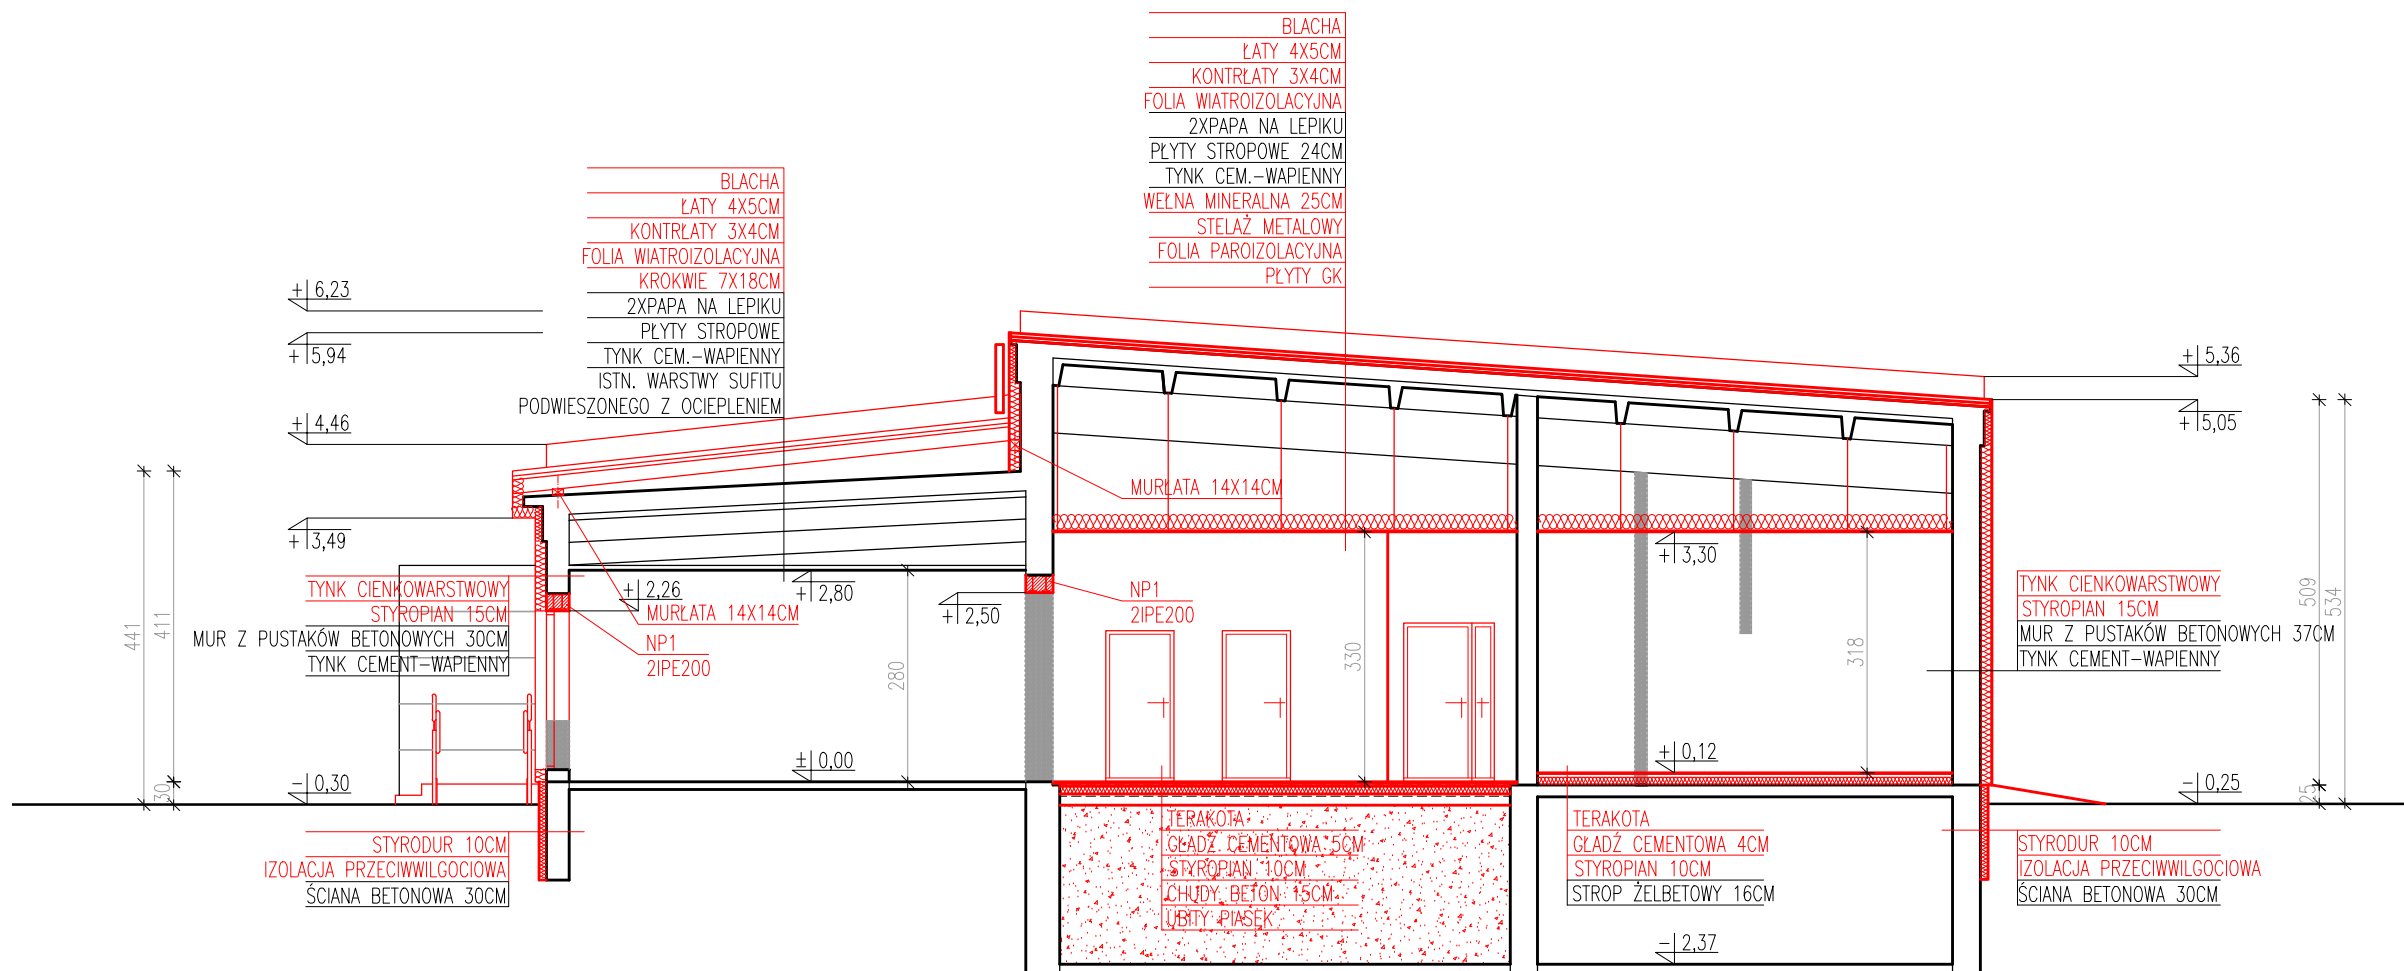 BLACHA
ŁATY 4X5CM
KONTRŁATY 3X4CM
FOLIA WIATROIZOLACYJNA
2XPAPA NA LEPIKU
PŁYTY STROPOWE 24CM
TYNK CEM.-WAPIENNY
WEŁNA MINERALNA 25CM
STELAŻ METALOWY
FOLIA PAROIZOLACYJNA
PŁYTY GK
BLACHA
ŁATY 4X5CM
KONTRŁATY 3X4CM
FOLIA WIATROIZOLACYJNA
KROKWIE 7X18CM
2XPAPA NA LEPIKU
PŁYTY STROPOWE
TYNK CEM.-WAPIENNY
ISTN. WARSTWY SUFITU
PODWIESZONEGO Z OCIEPLENIEM
+ 6,23
+ 5,94
+ 4,46
+ 3,49
+ 5,36
+ 5,05
MURŁATA 14X14CM
TYNK CIENKOWARSTWOWY
STYROPIAN 15CM
MUR Z PUSTAKÓW BETONOWYCH 30CM
TYNK CEMENT-WAPIENNY
+ 2,26
MURŁATA 14X14CM
NP1
2IPE200
+ 2,80
+ 2,50
NP1
2IPE200
+ 3,30
TYNK CIENKOWARSTWOWY
STYROPIAN 15CM
MUR Z PUSTAKÓW BETONOWYCH 37CM
TYNK CEMENT-WAPIENNY
441
411
30
280
330
318
509
534
25
- 0,30
± 0,00
+ 0,12
- 0,25
STYRODUR 10CM
IZOLACJA PRZECIWWILGOCIOWA
ŚCIANA BETONOWA 30CM
TERAKOTA
GŁADŹ CEMENTOWA 5CM
STYROPIAN 10CM
CHUDY BETON 15CM
UBITY PIASEK
TERAKOTA
GŁADŹ CEMENTOWA 4CM
STYROPIAN 10CM
STROP ŻELBETOWY 16CM
- 2,37
STYRODUR 10CM
IZOLACJA PRZECIWWILGOCIOWA
ŚCIANA BETONOWA 30CM